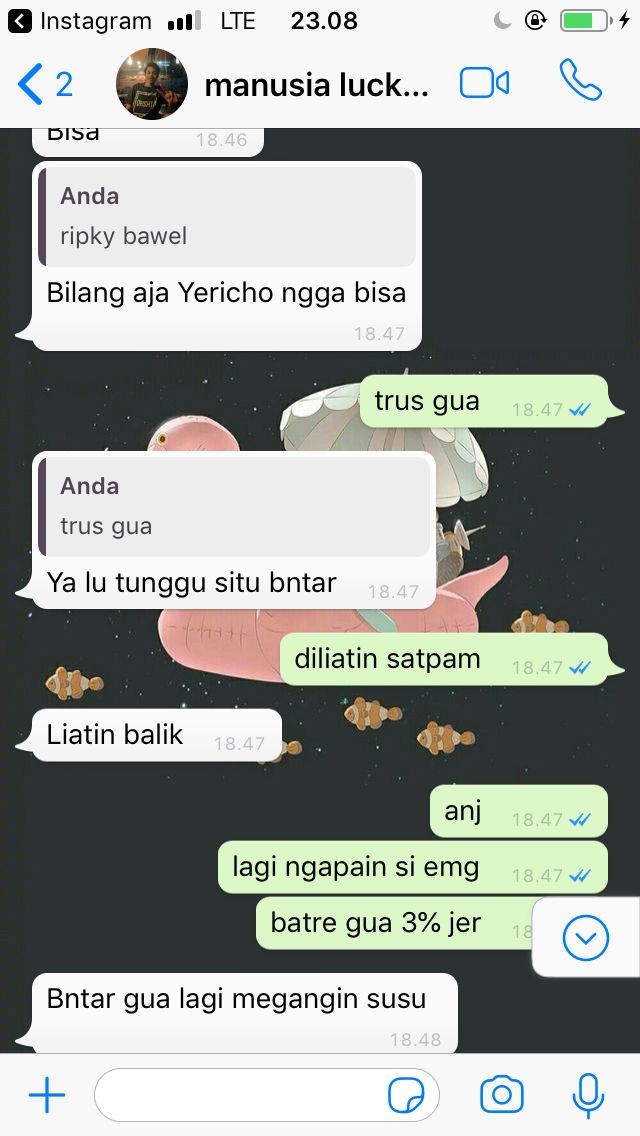 Instagram LTE 23.08
2 manusia luck...
Bisa
18.46
Anda
ripky bawel
Bilang aja Yericho ngga bisa
18.47
trus gua 18.47
Anda
trus gua
Ya lu tunggu situ bntar 18.47
diliatin satpam 18.47
Liatin balik 18.47
anj 18.47
lagi ngapain si emg 18.47
batre gua 3% jer 18
Bntar gua lagi megangin susu
18.48